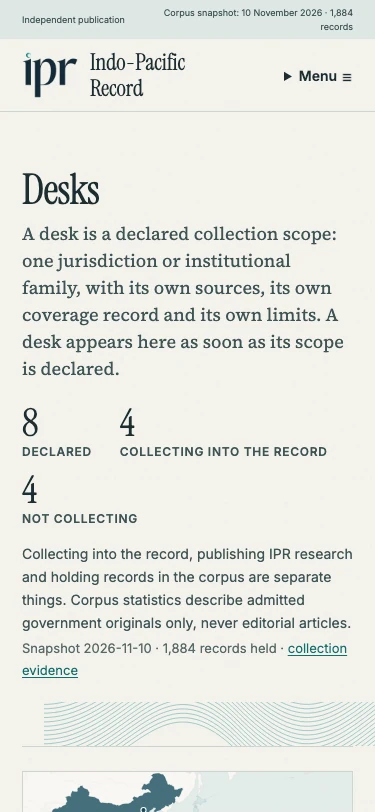 Independent publication
Corpus snapshot: 10 November 2026 · 1,884
records
ipr
Indo-Pacific
Record
Menu ≡
Desks
A desk is a declared collection scope:
one jurisdiction or institutional
family, with its own sources, its own
coverage record and its own limits. A
desk appears here as soon as its scope
is declared.
8
DECLARED
4
COLLECTING INTO THE RECORD
4
NOT COLLECTING
Collecting into the record, publishing IPR research
and holding records in the corpus are separate
things. Corpus statistics describe admitted
government originals only, never editorial articles.
Snapshot 2026-11-10 · 1,884 records held · collection
evidence